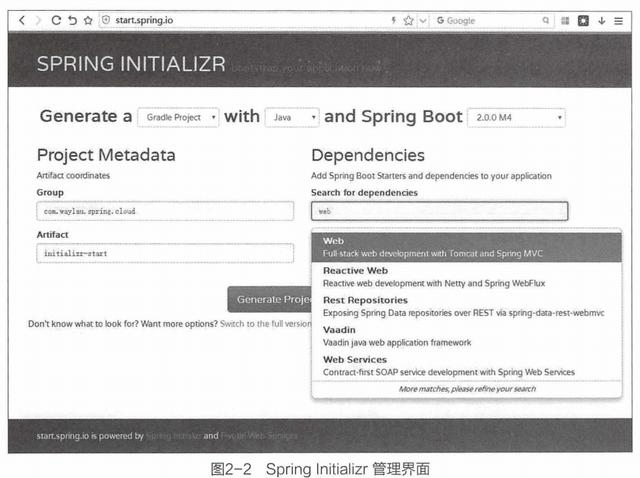 start.spring.io
Google
SPRING INITIALIZR bootstrap your application now
Generate a Gradle Project with Java and Spring Boot 2.0.0 M4
Project Metadata
Artifact coordinates
Group
com.waylau.spring.cloud
Artifact
initializr-start
Dependencies
Add Spring Boot Starters and dependencies to your application
Search for dependencies
web
Web
Full-stack web development with Tomcat and Spring MVC
Reactive Web
Reactive web development with Netty and Spring WebFlux
Rest Repositories
Exposing Spring Data repositories over REST via spring-data-rest-webmvc
Vaadin
Vaadin java web application framework
Web Services
Contract-first SOAP service development with Spring Web Services
More matches, please refine your search
Generate Projec
Don't know what to look for? Want more options? Switch to the full version
start.spring.io is powered by Spring Initializr and Pivotal Web Services
图2-2 Spring Initializr 管理界面